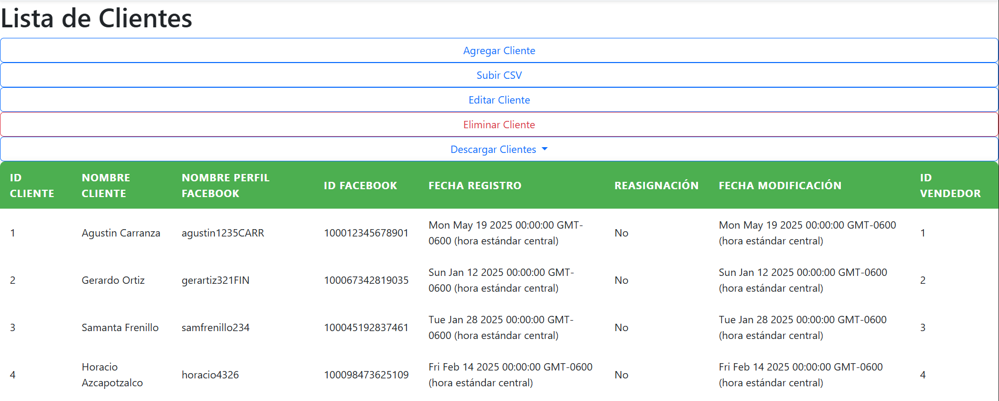 Lista de Clientes
Agregar Cliente
Subir CSV
Editar Cliente
Eliminar Cliente
Descargar Clientes
ID CLIENTE
NOMBRE CLIENTE
NOMBRE PERFIL FACEBOOK
ID FACEBOOK
FECHA REGISTRO
REASIGNACIÓN
FECHA MODIFICACIÓN
ID VENDEDOR
1
Agustin Carranza
agustin1235CARR
100012345678901
Mon May 19 2025 00:00:00 GMT-
0600 (hora estándar central)
No
Mon May 19 2025 00:00:00 GMT-0600
(hora estándar central)
1
2
Gerardo Ortiz
gerartiz321FIN
100067342819035
Sun Jan 12 2025 00:00:00 GMT-
0600 (hora estándar central)
No
Sun Jan 12 2025 00:00:00 GMT-0600
(hora estándar central)
2
3
Samanta Frenillo
samfrenillo234
100045192837461
Tue Jan 28 2025 00:00:00 GMT-
0600 (hora estándar central)
No
Tue Jan 28 2025 00:00:00 GMT-0600
(hora estándar central)
3
4
Horacio
Azcapotzalco
horacio4326
100098473625109
Fri Feb 14 2025 00:00:00 GMT-0600
(hora estándar central)
No
Fri Feb 14 2025 00:00:00 GMT-0600
(hora estándar central)
4